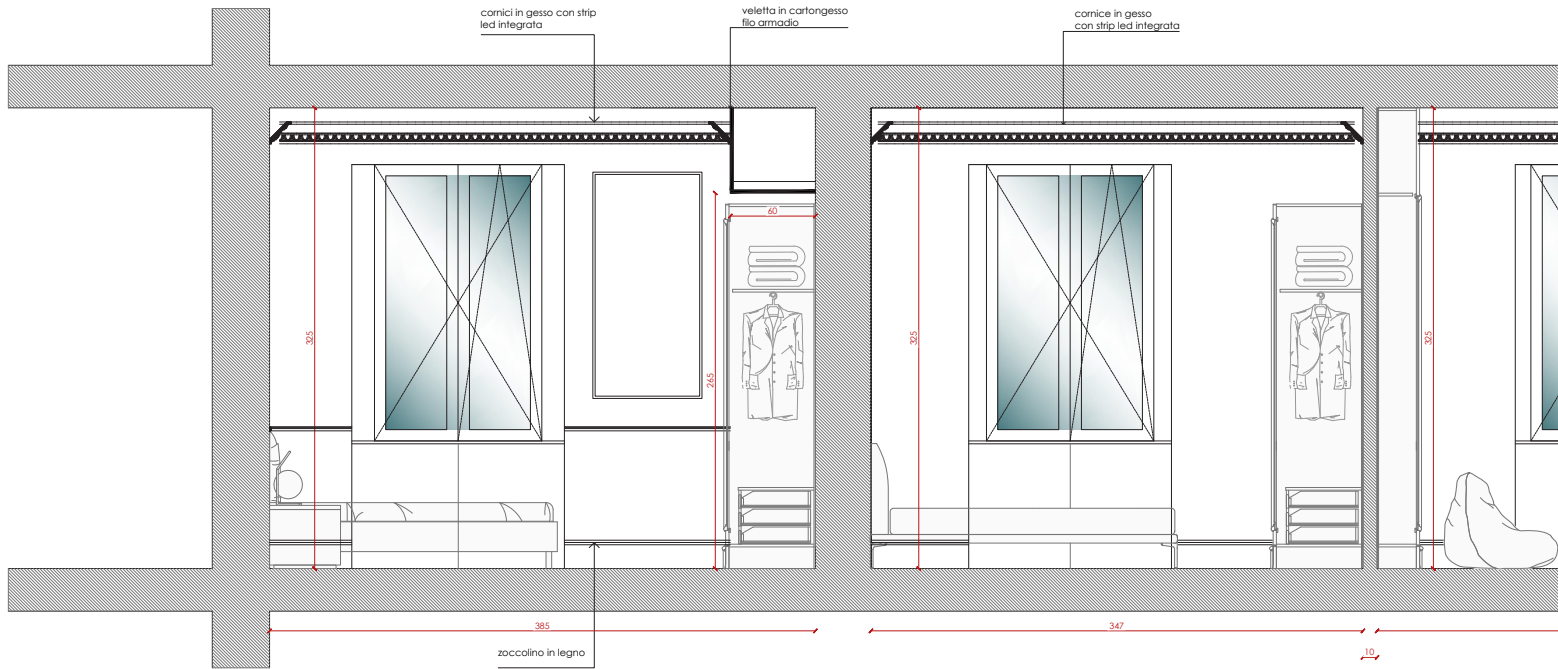 cornici in gesso con strip
led integrata
veletta in cartongesso
filo armadio
cornice in gesso
con strip led integrata
60
325
265
325
325
385
347
10
zoccolino in legno